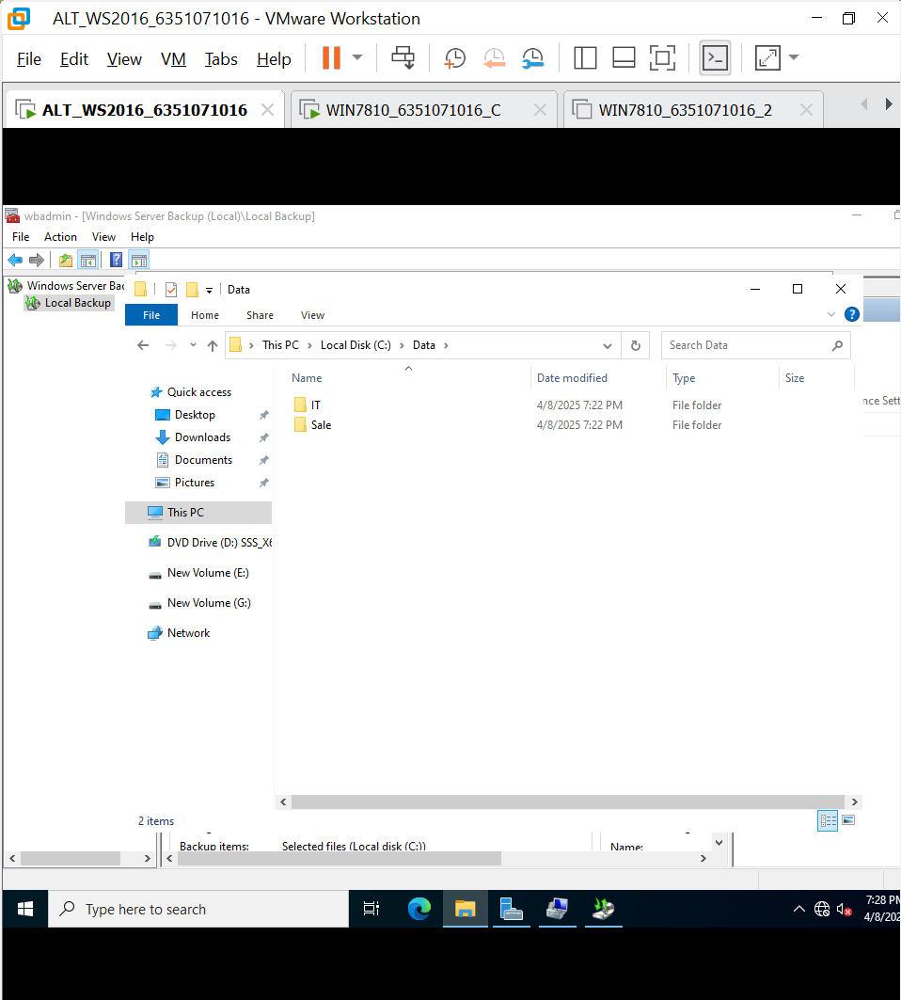 ALT_WS2016_6351071016 - VMware Workstation
File Edit View VM Tabs Help
ALT_WS2016_6351071016 WIN7810_6351071016_C WIN7810_6351071016_2
wbadmin - [Windows Server Backup (Local)\Local Backup]
File Action View Help
Windows Server Bac
Local Backup
Data
File Home Share View
This PC Local Disk (C:) Data
Search Data
Name Date modified Type Size
Quick access
Desktop
Downloads
Documents
Pictures
This PC
DVD Drive (D:) SSS_X6
New Volume (E:)
New Volume (G:)
Network
IT 4/8/2025 7:22 PM File folder
Sale 4/8/2025 7:22 PM File folder
nce Sett
2 items
Backup items: Selected files (Local disk (C:))
Name:
Type here to search
7:28 PM
4/8/202